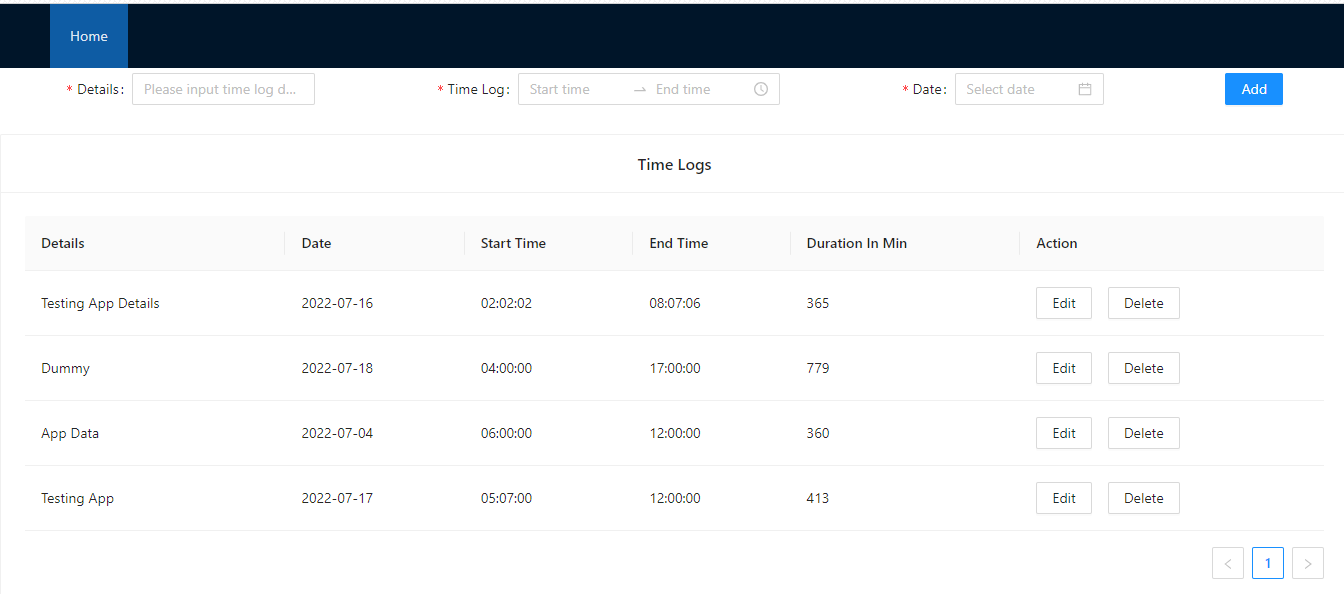 Home
* Details: Please input time log d... * Time Log: Start time End time * Date: Select date Add
Time Logs
Details Date Start Time End Time Duration In Min Action
Testing App Details 2022-07-16 02:02:02 08:07:06 365 Edit Delete
Dummy 2022-07-18 04:00:00 17:00:00 779 Edit Delete
App Data 2022-07-04 06:00:00 12:00:00 360 Edit Delete
Testing App 2022-07-17 05:07:00 12:00:00 413 Edit Delete
< 1 >